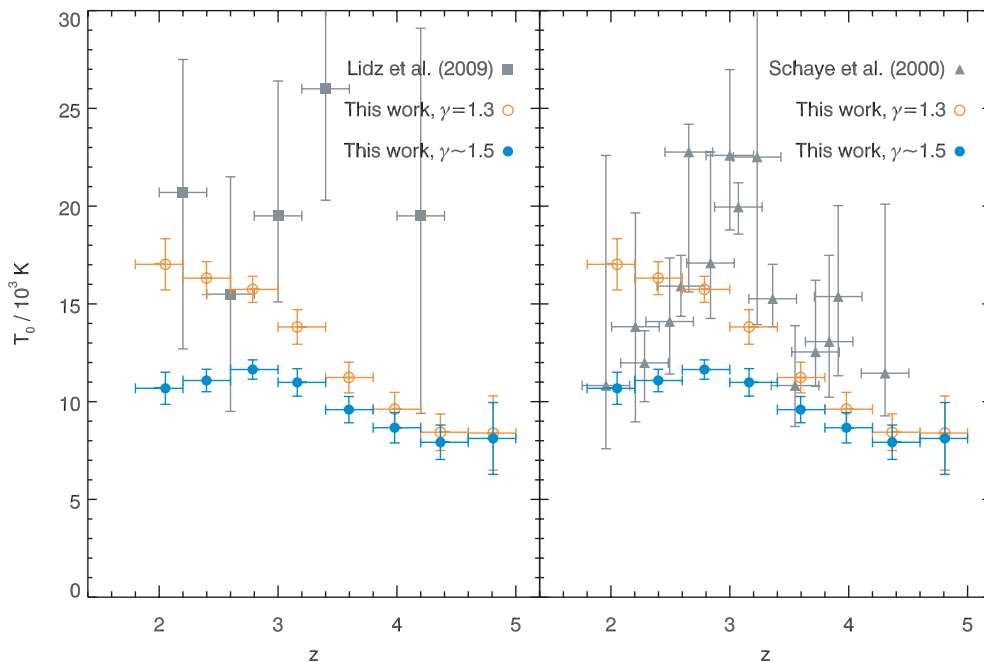 30
25
20
15
10
5
0
T₀ / 10³ K
Lidz et al. (2009)
This work, γ=1.3
This work, γ~1.5
2
3
4
5
z
Schaye et al. (2000)
This work, γ=1.3
This work, γ~1.5
2
3
4
5
z